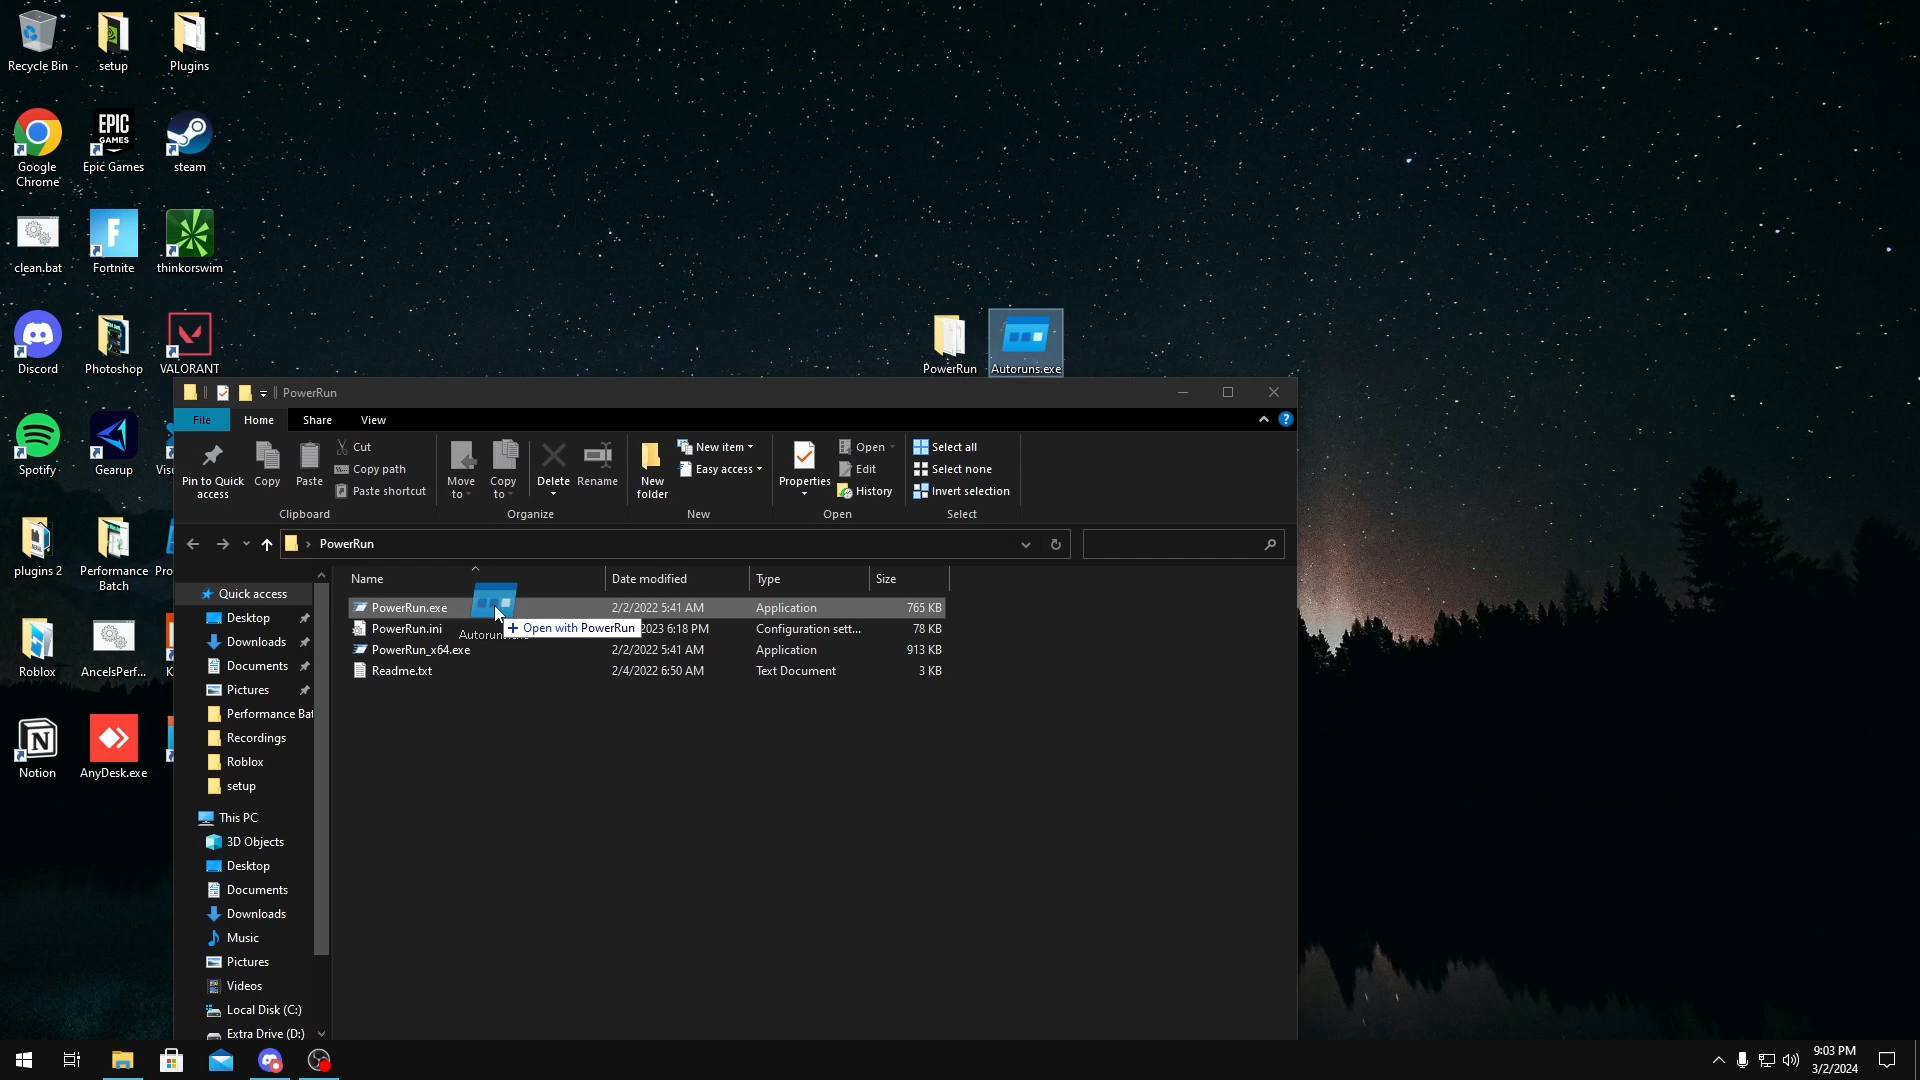 Recycle Bin
setup
Plugins
Google
Chrome
EPIC
GAMES
Epic Games
steam
clean.bat
F
Fortnite
thinkorswim
Discord
Photoshop
VALORANT
PowerRun
Autoruns.exe
Spotify
Gearup
Visu
plugins 2
Performance
Batch
Pro
Roblox
AncelsPerf...
K
N
Notion
AnyDesk.exe
PowerRun
File
Home
Share
View
?
Pin to Quick
access
Copy
Paste
Cut
Copy path
Paste shortcut
Clipboard
Move
to
Copy
to
Delete
Rename
Organize
New
folder
New item
Easy access
New
Properties
Open
Edit
History
Open
Select all
Select none
Invert selection
Select
PowerRun
Quick access
Desktop
Downloads
Documents
Pictures
Performance Bat
Recordings
Roblox
setup
This PC
3D Objects
Desktop
Documents
Downloads
Music
Pictures
Videos
Local Disk (C:)
Extra Drive (D:)
Name
Date modified
Type
Size
PowerRun.exe
2/2/2022 5:41 AM
Application
765 KB
PowerRun.ini
2023 6:18 PM
Configuration sett...
78 KB
Open with PowerRun
PowerRun_x64.exe
2/2/2022 5:41 AM
Application
913 KB
Readme.txt
2/4/2022 6:50 AM
Text Document
3 KB
9:03 PM
3/2/2024